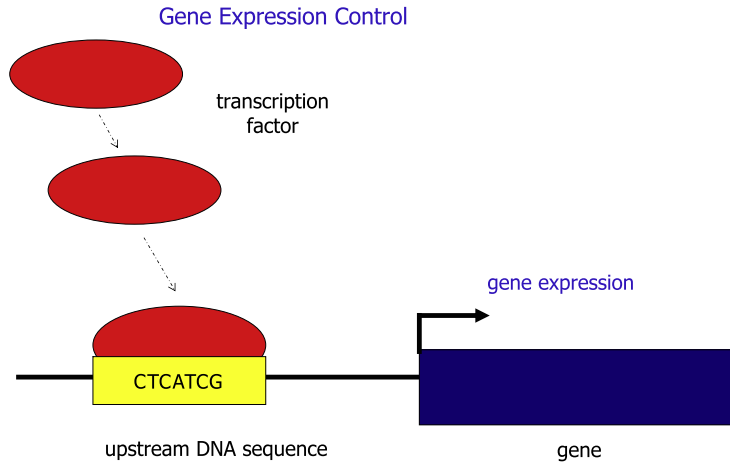 Gene Expression Control
transcription
factor
gene expression
CTCATCG
upstream DNA sequence
gene